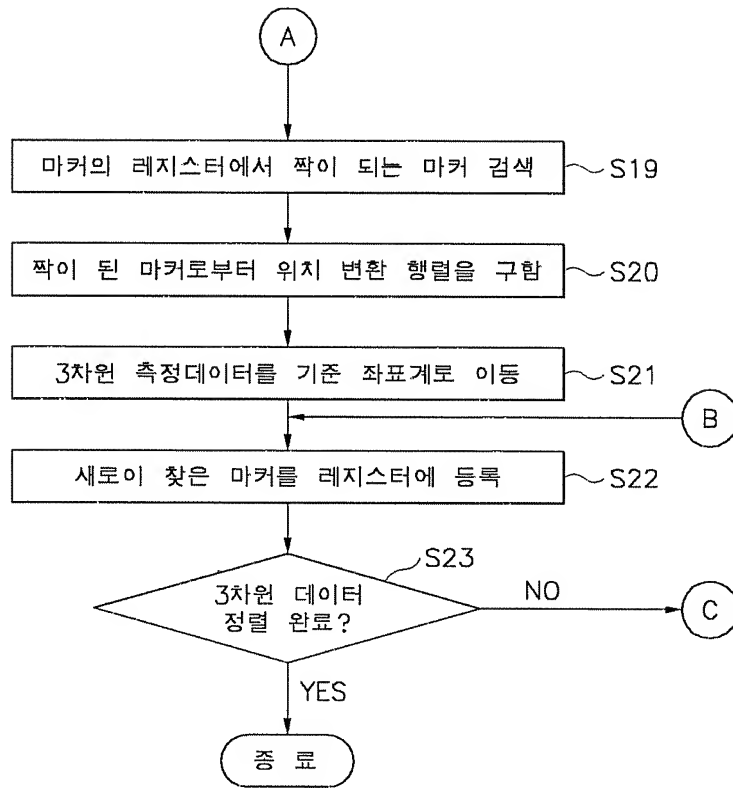 A
마커의 레지스터에서 짝이 되는 마커 검색 S19
짝이 된 마커로부터 위치 변환 행렬을 구함 S20
3차원 측정데이터를 기준 좌표계로 이동 S21
B
새로이 찾은 마커를 레지스터에 등록 S22
S23
3차원 데이터
정렬 완료?
NO
C
YES
종 료